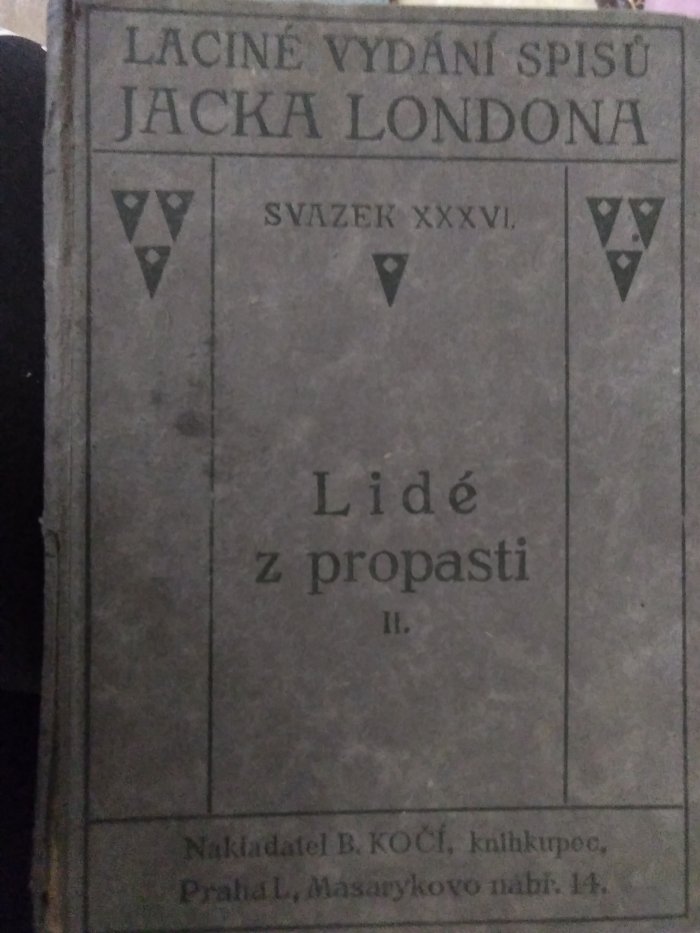 LACINÉ VYDÁNÍ SPISŮ
JACKA LONDONA
SVAZEK XXXVI.
Lidé
z propasti
II.
Nakladatel B. KOČÍ, knihkupec,
Praha I., Masarykovo nábř. 14.